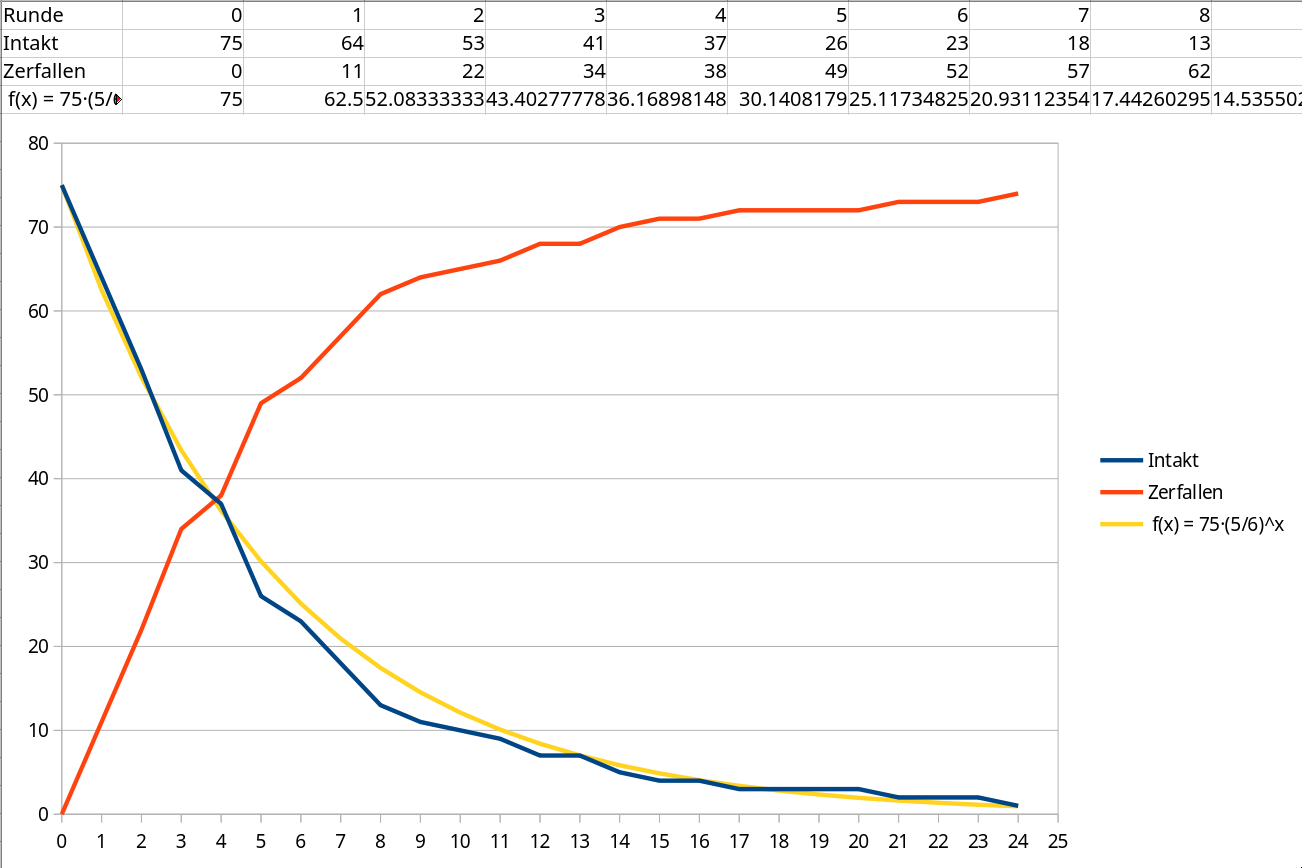 Runde 0 1 2 3 4 5 6 7 8
Intakt 75 64 53 41 37 26 23 18 13
Zerfallen 0 11 22 34 38 49 52 57 62
f(x) = 75·(5/ 75 62.5 52.08333333 43.40277778 36.16898148 30.1408179 25.11734825 20.93112354 17.44260295 14.535502
80
70
60
50
40
30
20
10
0
Intakt
Zerfallen
f(x) = 75·(5/6)^x
0 1 2 3 4 5 6 7 8 9 10 11 12 13 14 15 16 17 18 19 20 21 22 23 24 25